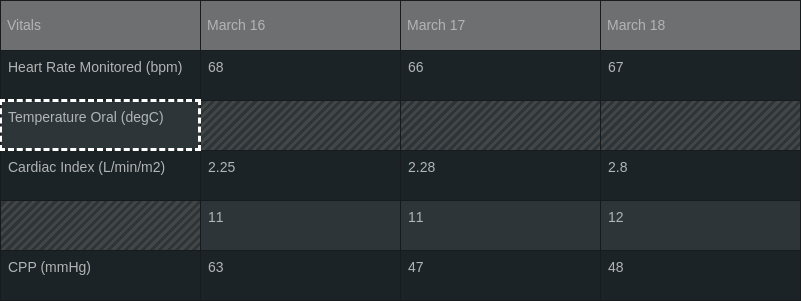 Vitals March 16 March 17 March 18
Heart Rate Monitored (bpm) 68 66 67
Temperature Oral (degC)
Cardiac Index (L/min/m2) 2.25 2.28 2.8
11 11 12
CPP (mmHg) 63 47 48